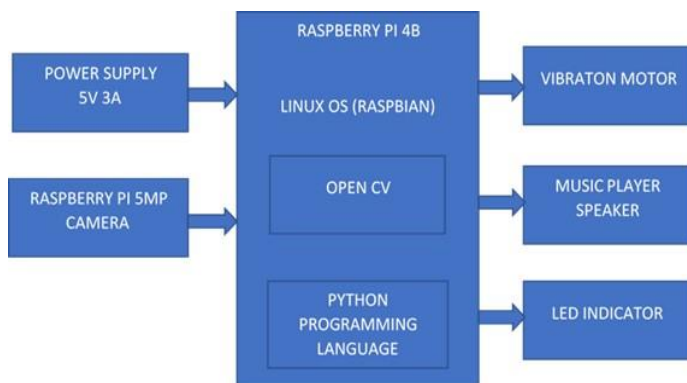 POWER SUPPLY
5V 3A
RASPBERRY PI 5MP
CAMERA
RASPBERRY PI 4B
LINUX OS (RASPBIAN)
OPEN CV
PYTHON
PROGRAMMING
LANGUAGE
VIBRATON MOTOR
MUSIC PLAYER
SPEAKER
LED INDICATOR